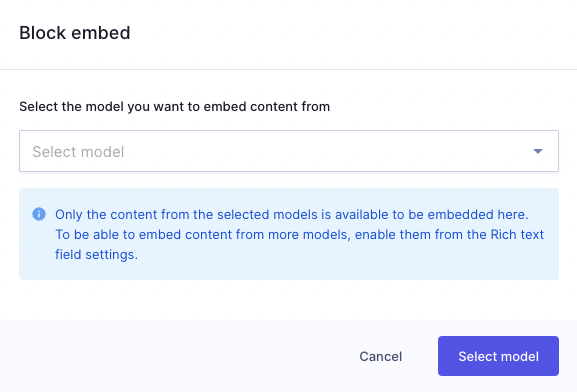 Block embed
Select the model you want to embed content from
Select model
Only the content from the selected models is available to be embedded here.
To be able to embed content from more models, enable them from the Rich text
field settings.
Cancel
Select model